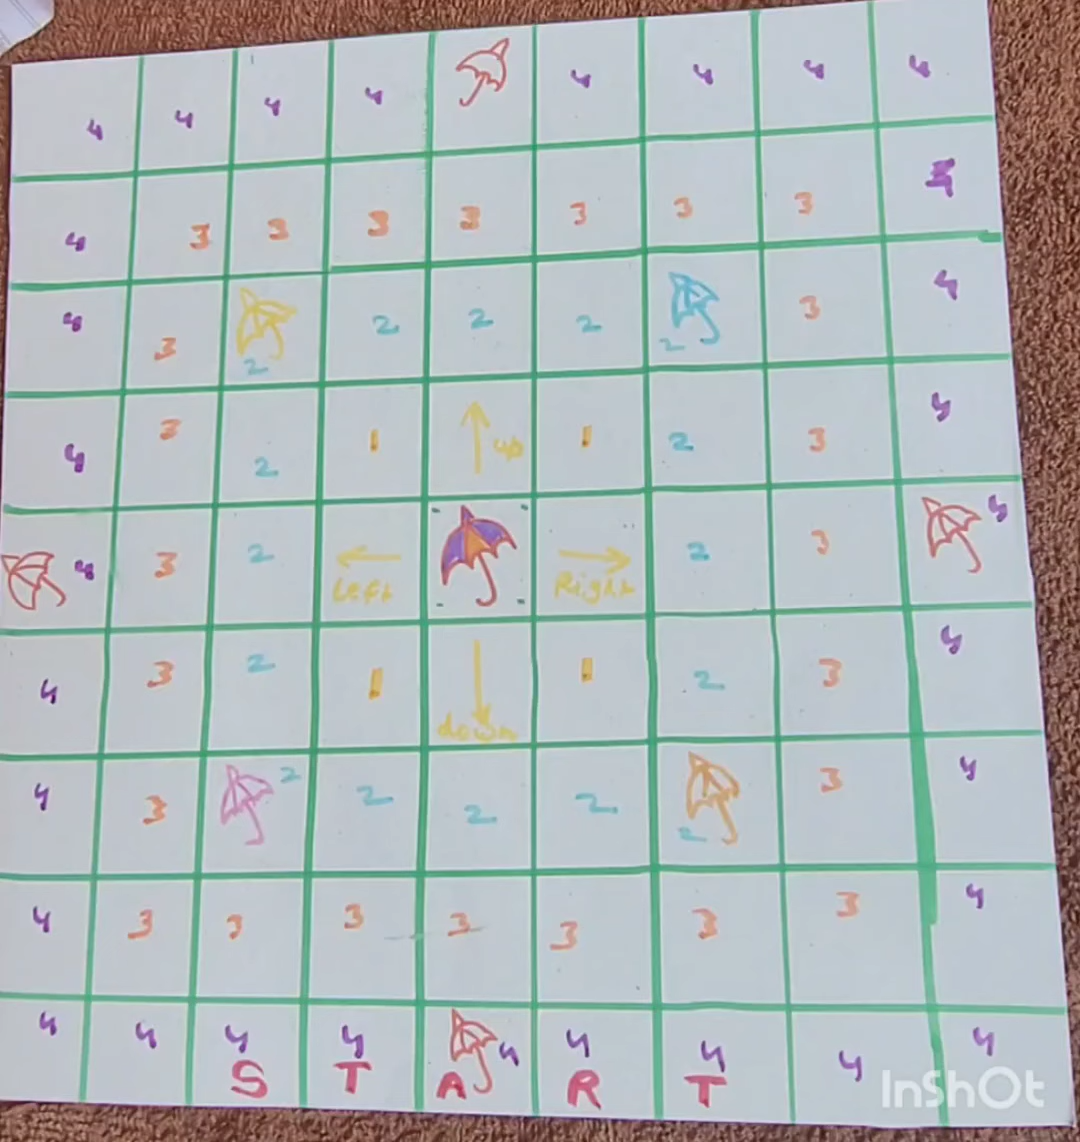 4 4 4 4 4 4 4 4
4 3 3 3 3 3 3 3
4 3 2 2 2 2 2 3 4
4 3 2 1 up 1 2 3 4
4 3 2 Left Right 2 3 4
4 3 2 1 down 1 2 3 4
4 3 2 2 2 2 2 3 4
4 3 3 3 3 3 3 3 4
4 4 4 4 4 4 4 4 4
S T A R T
InShOt